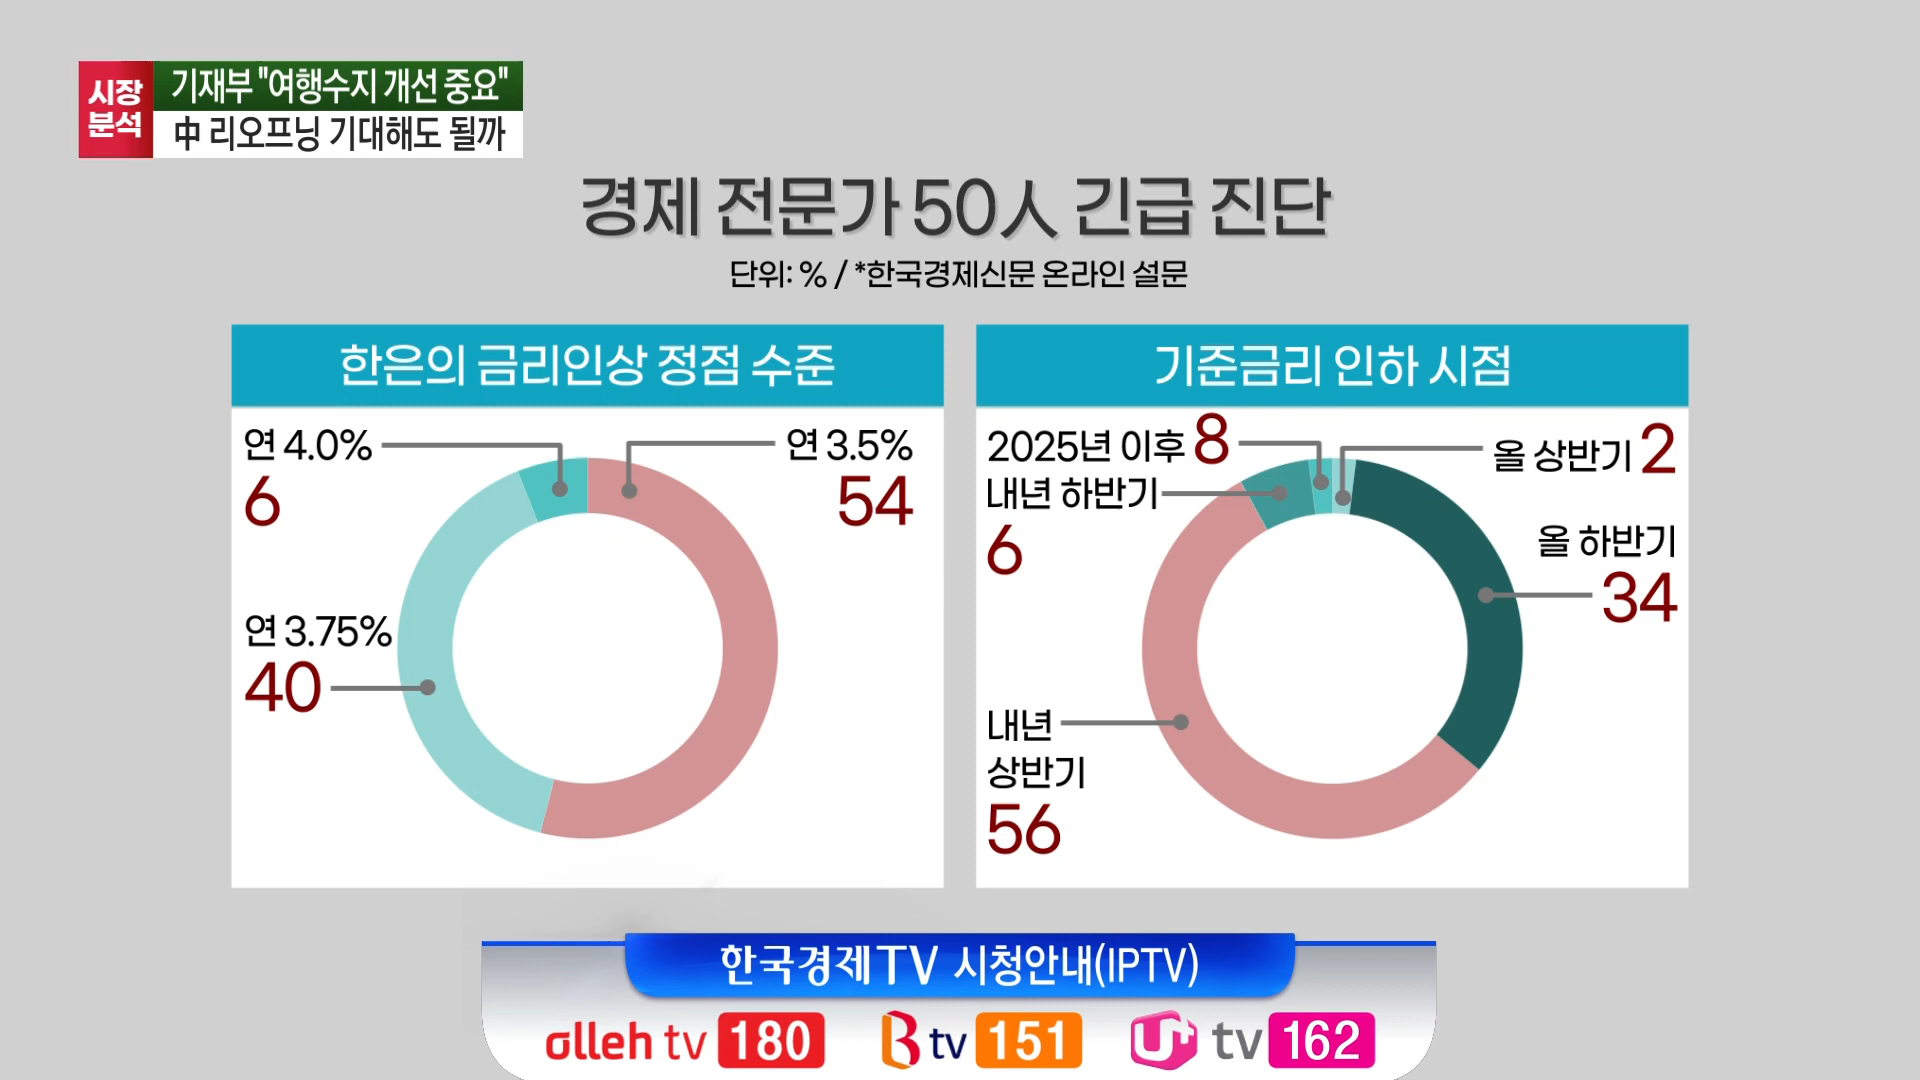 시장
분석
기재부 "여행수지 개선 중요"
中 리오프닝 기대해도 될까
경제 전문가 50人 긴급 진단
단위: % / *한국경제신문 온라인 설문
한은의 금리인상 정점 수준
연 4.0%
6
연 3.5%
54
연 3.75%
40
기준금리 인하 시점
2025년 이후 8
내년 하반기
6
올 상반기 2
올 하반기
34
내년
상반기
56
한국경제TV 시청안내(IPTV)
olleh tv 180
B tv 151
U+ tv 162